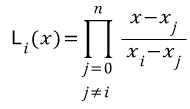 L_i(x) = ∏_{j=0, j≠i}^{n} (x − x_j)/(x_i − x_j)